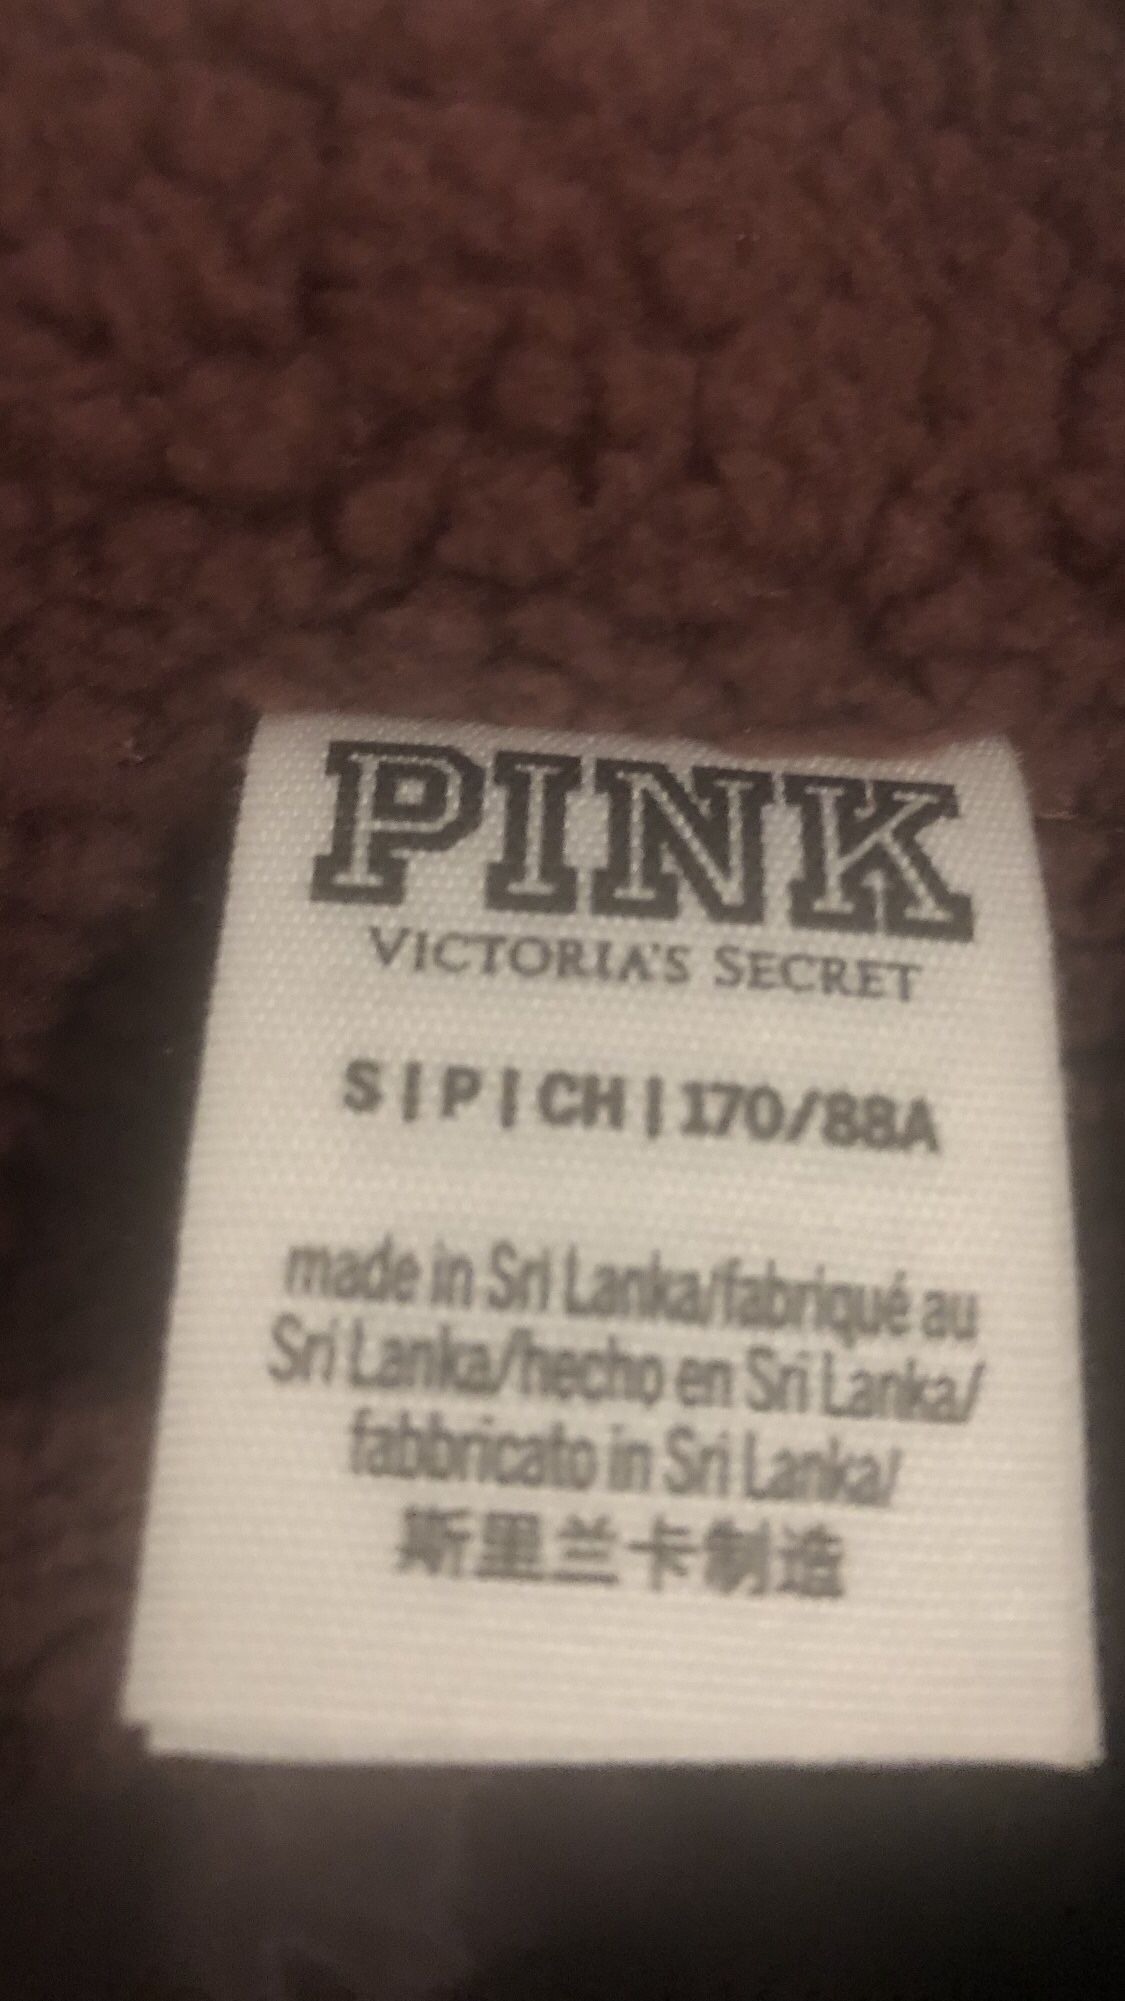 PINK
VICTORIA'S SECRET
S | P | CH | 170/88A
made in Sri Lanka/fabriqué au
Sri Lanka/hecho en Sri Lanka/
fabbricato in Sri Lanka/
斯里兰卡制造